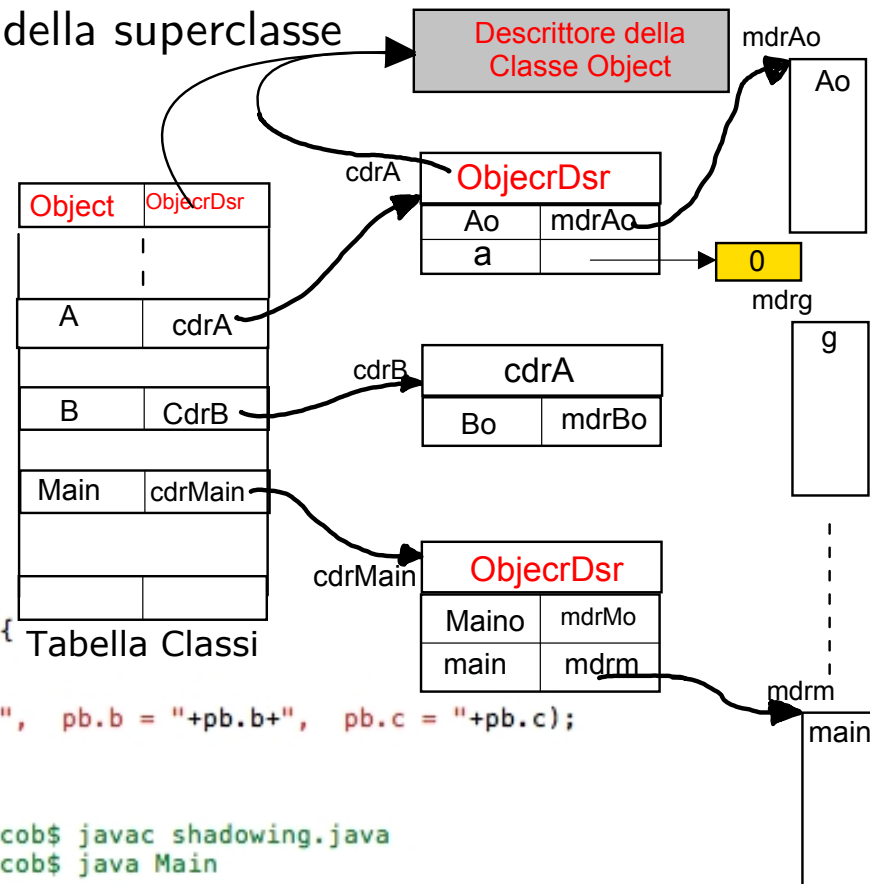 della superclasse
Descrittore della
Classe Object
mdrAo
Ao
cdrA
ObjecrDsr
Object ObjecrDsr
Ao mdrAo
a
0
mdrg
g
A cdrA
cdrB
cdrA
B CdrB
Bo mdrBo
Main cdrMain
cdrMain
ObjecrDsr
Maino mdrMo
main mdrm
{
Tabella Classi
mdrm
main
", pb.b = "+pb.b+", pb.c = "+pb.c);
cob$ javac shadowing.java
cob$ java Main